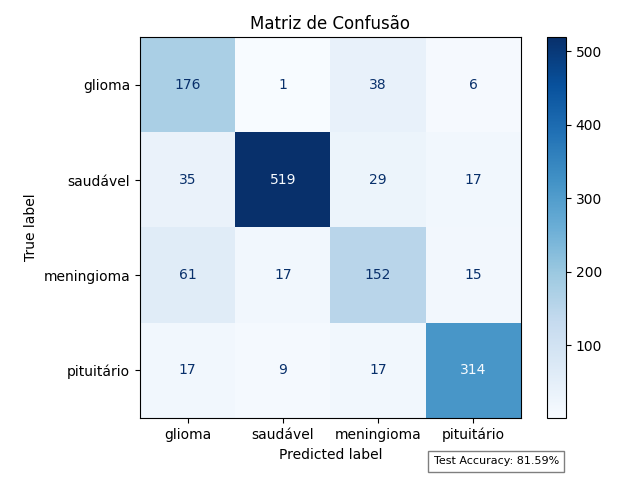 Matriz de Confusão
True label
glioma 176 1 38 6
saudável 35 519 29 17
meningioma 61 17 152 15
pituitário 17 9 17 314
glioma saudável meningioma pituitário
Predicted label
500
400
300
200
100
Test Accuracy: 81.59%